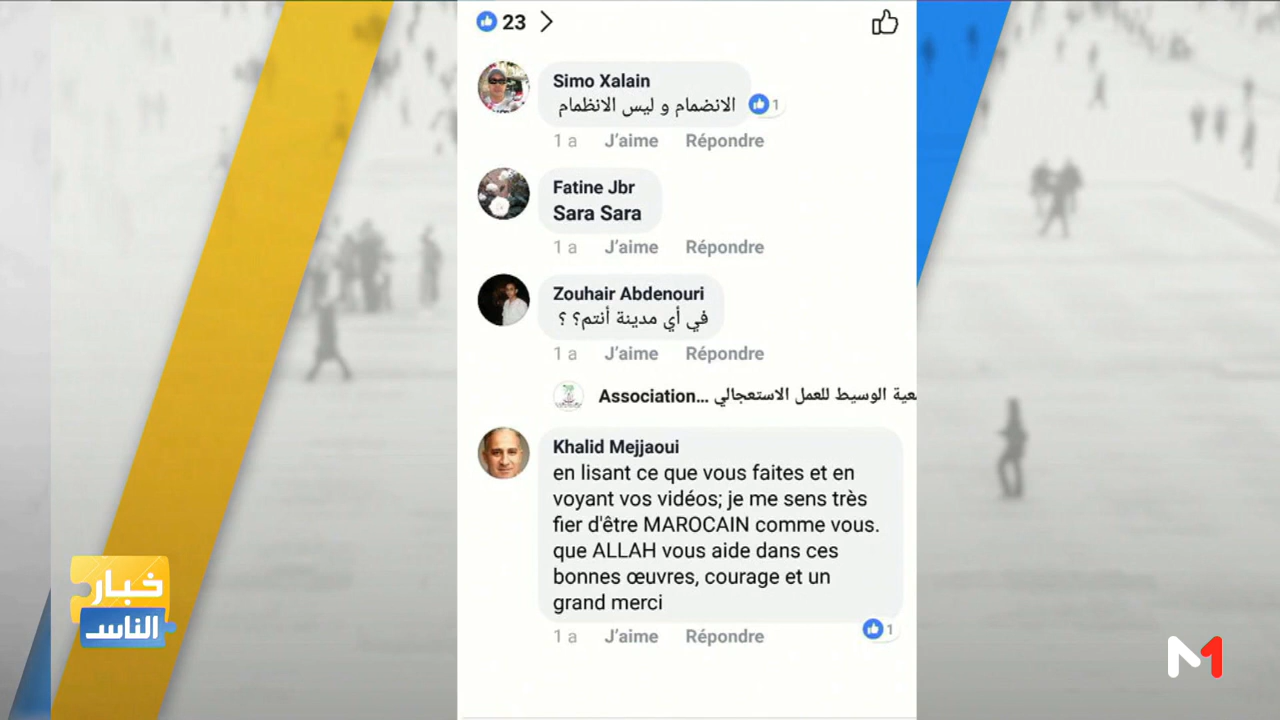 23
Simo Xalain
الانضمام و ليس الانظمام
1
1 a J’aime Répondre
Fatine Jbr
Sara Sara
1 a J’aime Répondre
Zouhair Abdenouri
في أي مدينة أنتم؟ ؟
1 a J’aime Répondre
Association... عية الوسيط للعمل الاستعجالي
Khalid Mejjaoui
en lisant ce que vous faites et en
voyant vos vidéos; je me sens très
fier d'être MAROCAIN comme vous.
que ALLAH vous aide dans ces
bonnes œuvres, courage et un
grand merci
1 a J’aime Répondre
1
خبار
الناس
M1